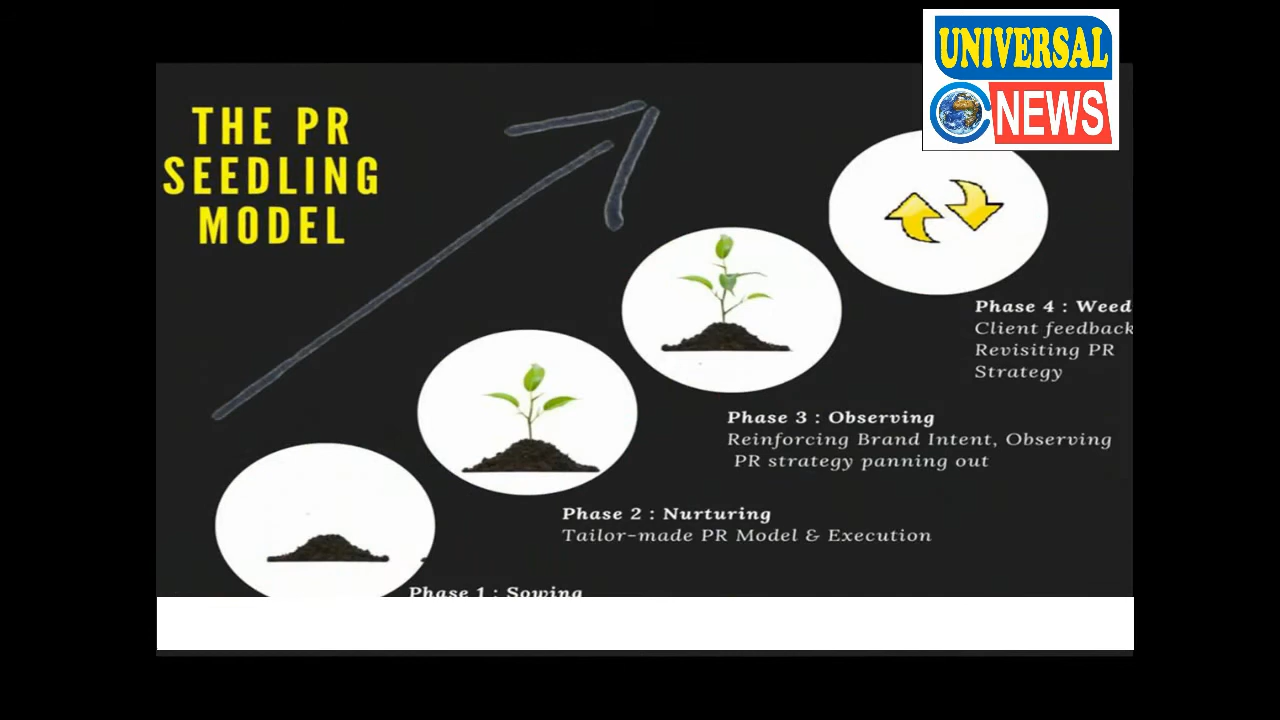 UNIVERSAL
NEWS
THE PR
SEEDLING
MODEL
Phase 4 : Weed
Client feedback
Revisiting PR
Strategy
Phase 3 : Observing
Reinforcing Brand Intent, Observing
PR strategy panning out
Phase 2 : Nurturing
Tailor-made PR Model & Execution
Phase 1 : Sowing